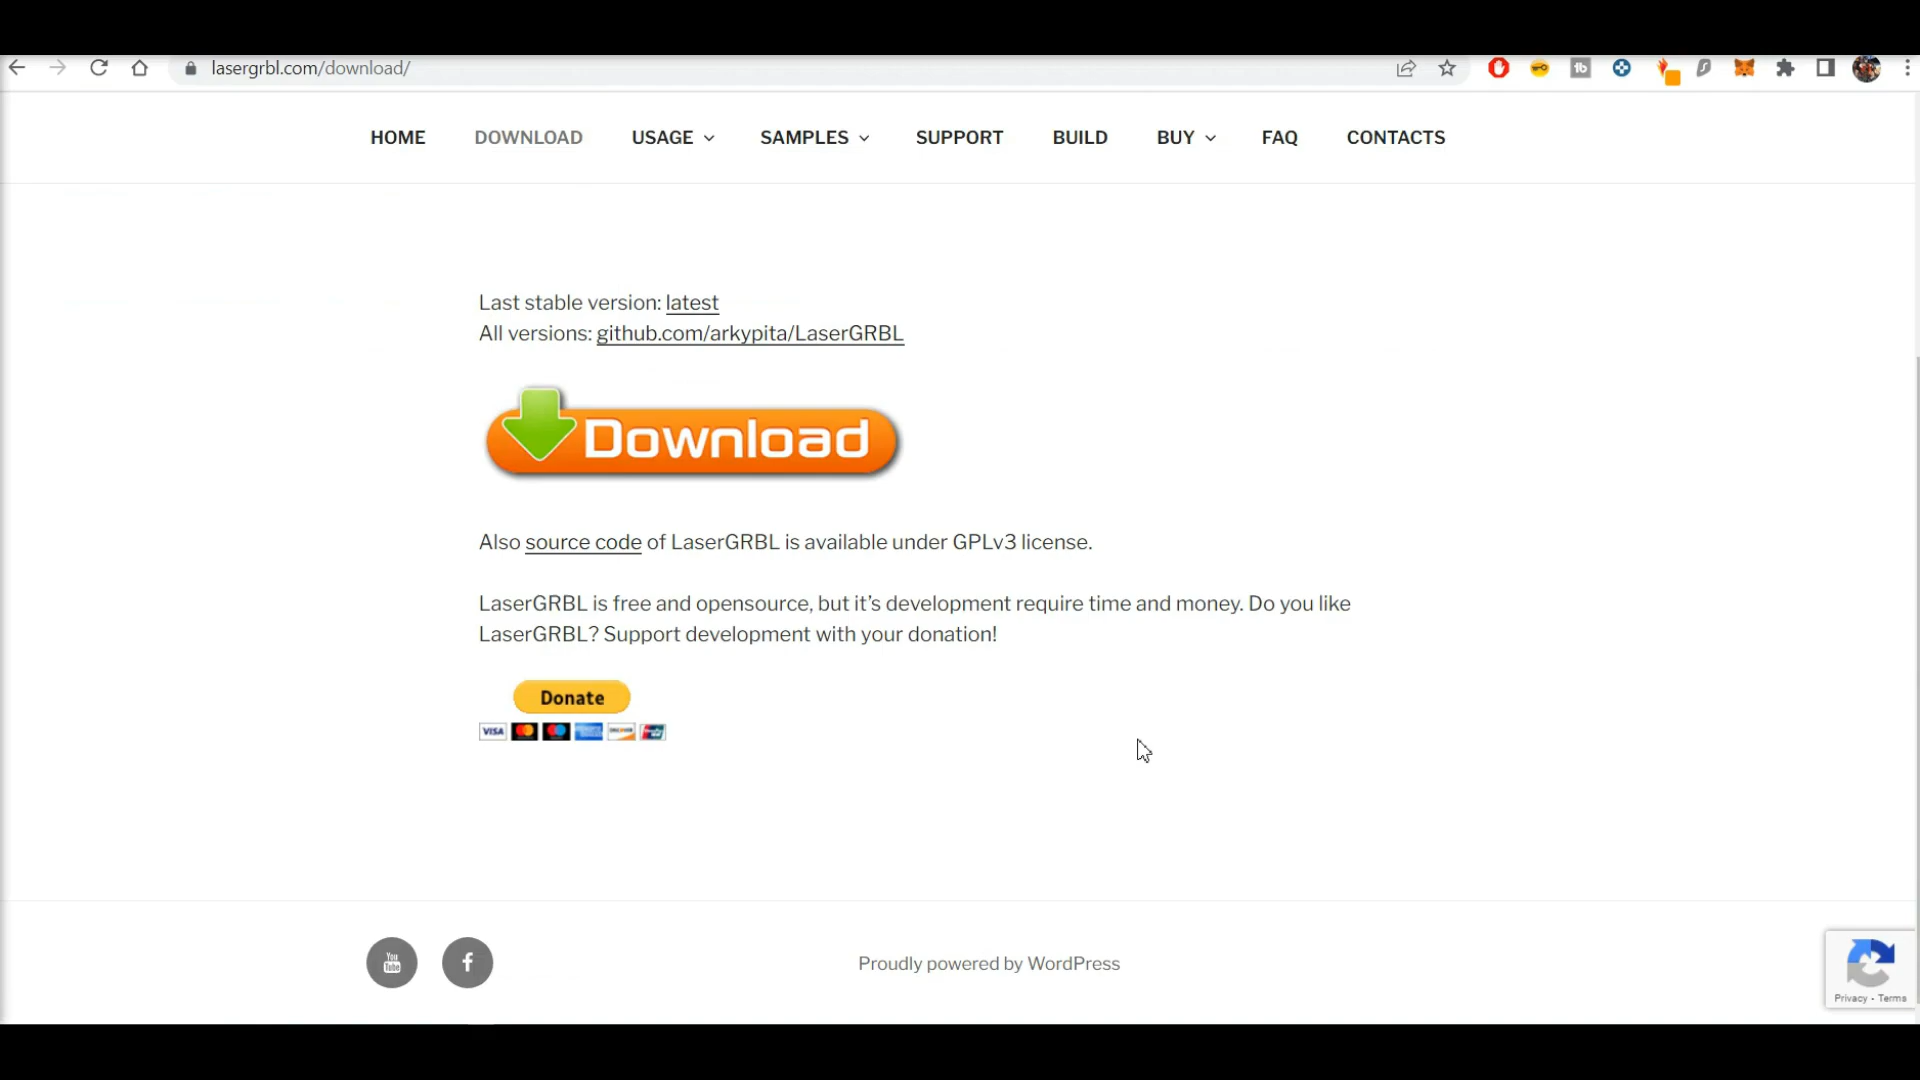 lasergrbl.com/download/
HOME DOWNLOAD USAGE SAMPLES SUPPORT BUILD BUY FAQ CONTACTS
Last stable version: latest
All versions: github.com/arkypita/LaserGRBL
Download
Also source code of LaserGRBL is available under GPLv3 license.
LaserGRBL is free and opensource, but it’s development require time and money. Do you like
LaserGRBL? Support development with your donation!
Donate
VISA
You Tube
Proudly powered by WordPress
Privacy - Terms